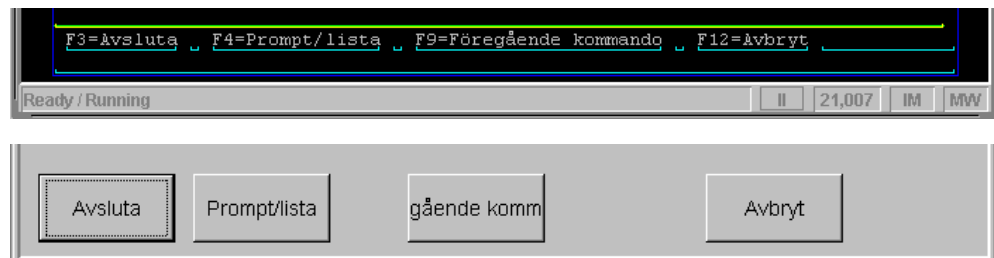 F3=Avsluta F4=Prompt/lista F9=Föregående kommando F12=Avbryt
Ready / Running II 21,007 IM MW
Avsluta Prompt/lista gående komm Avbryt